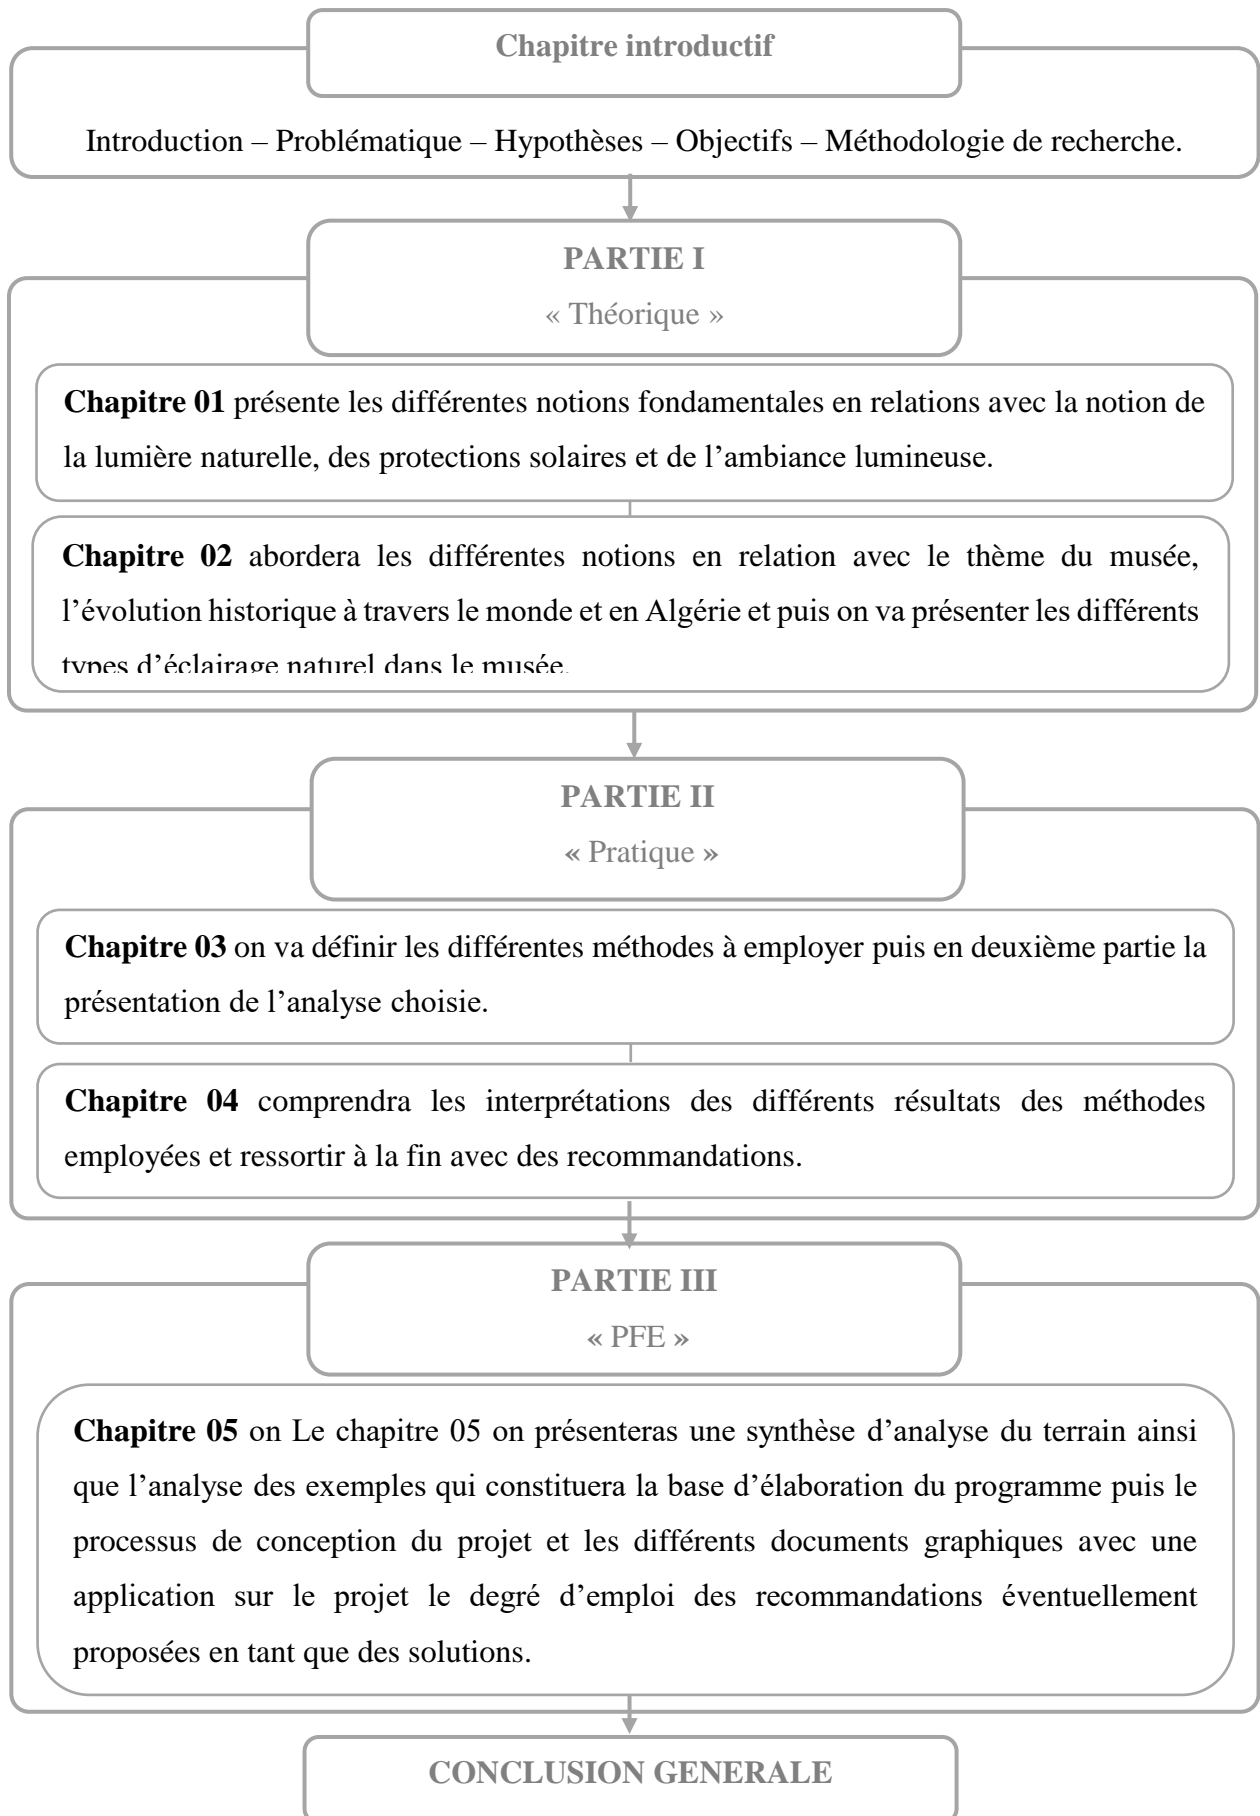 Chapitre introductif
Introduction – Problématique – Hypothèses – Objectifs – Méthodologie de recherche.
PARTIE I
« Théorique »
Chapitre 01 présente les différentes notions fondamentales en relations avec la notion de
la lumière naturelle, des protections solaires et de l’ambiance lumineuse.
Chapitre 02 abordera les différentes notions en relation avec le thème du musée,
l’évolution historique à travers le monde et en Algérie et puis on va présenter les différents
types d’éclairage naturel dans le musée.
PARTIE II
« Pratique »
Chapitre 03 on va définir les différentes méthodes à employer puis en deuxième partie la
présentation de l’analyse choisie.
Chapitre 04 comprendra les interprétations des différents résultats des méthodes
employées et ressortir à la fin avec des recommandations.
PARTIE III
« PFE »
Chapitre 05 on Le chapitre 05 on présenteras une synthèse d’analyse du terrain ainsi
que l’analyse des exemples qui constituera la base d’élaboration du programme puis le
processus de conception du projet et les différents documents graphiques avec une
application sur le projet le degré d’emploi des recommandations éventuellement
proposées en tant que des solutions.
CONCLUSION GENERALE